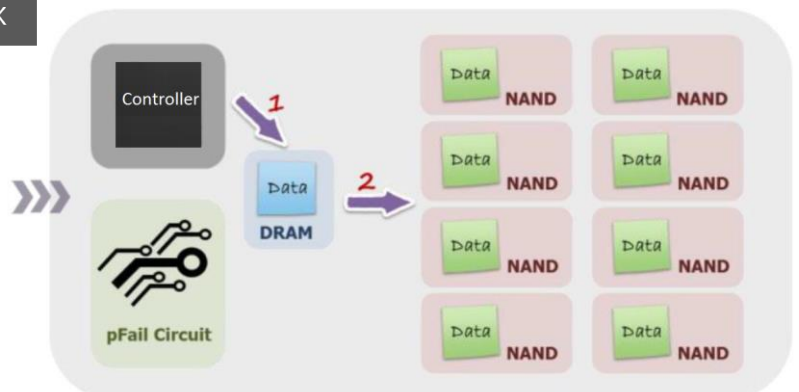 K
Controller
1
Data
DRAM
2
pFail Circuit
Data
NAND
Data
NAND
Data
NAND
Data
NAND
Data
NAND
Data
NAND
Data
NAND
Data
NAND